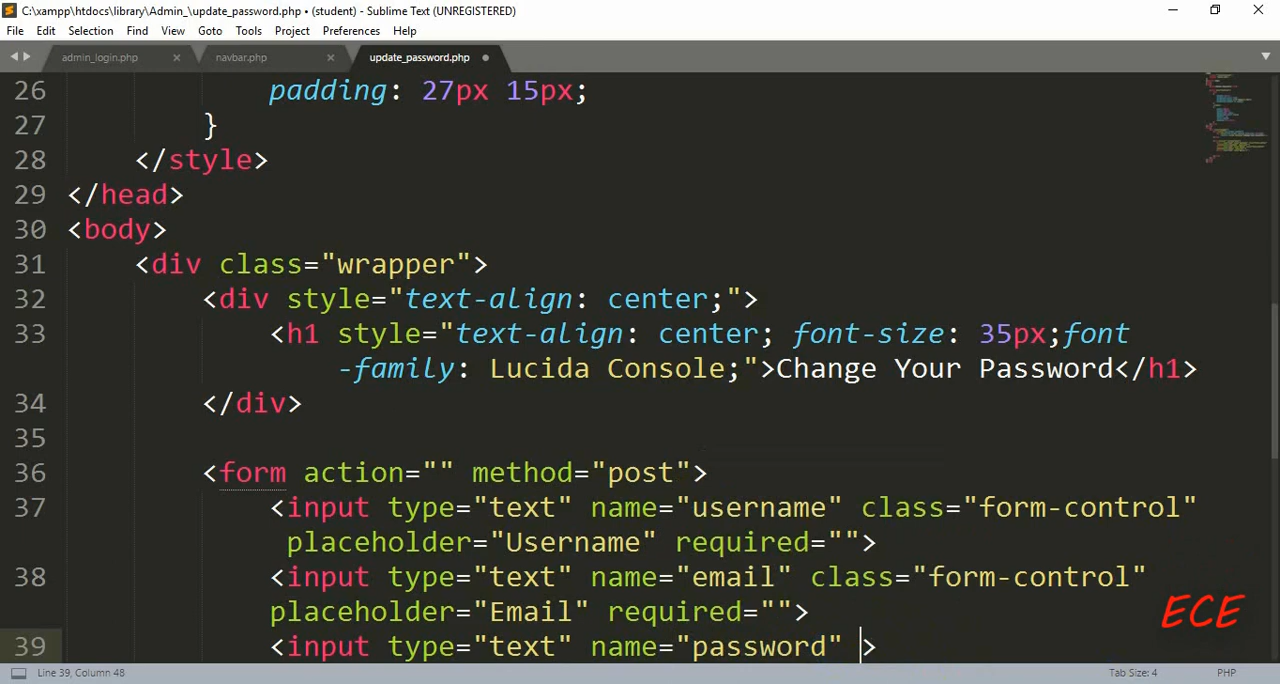 C:\xampp\htdocs\library\Admin_\update_password.php • (student) - Sublime Text (UNREGISTERED)
File Edit Selection Find View Goto Tools Project Preferences Help
admin_login.php × navbar.php × update_password.php
26 padding: 27px 15px;
27 }
28 </style>
29 </head>
30 <body>
31 <div class="wrapper">
32 <div style="text-align: center;">
33 <h1 style="text-align: center; font-size: 35px;font
-family: Lucida Console;">Change Your Password</h1>
34 </div>
35
36 <form action="" method="post">
37 <input type="text" name="username" class="form-control"
placeholder="Username" required="">
38 <input type="text" name="email" class="form-control"
placeholder="Email" required="">
ECE
39 <input type="text" name="password" >
Line 39, Column 48 Tab Size: 4 PHP